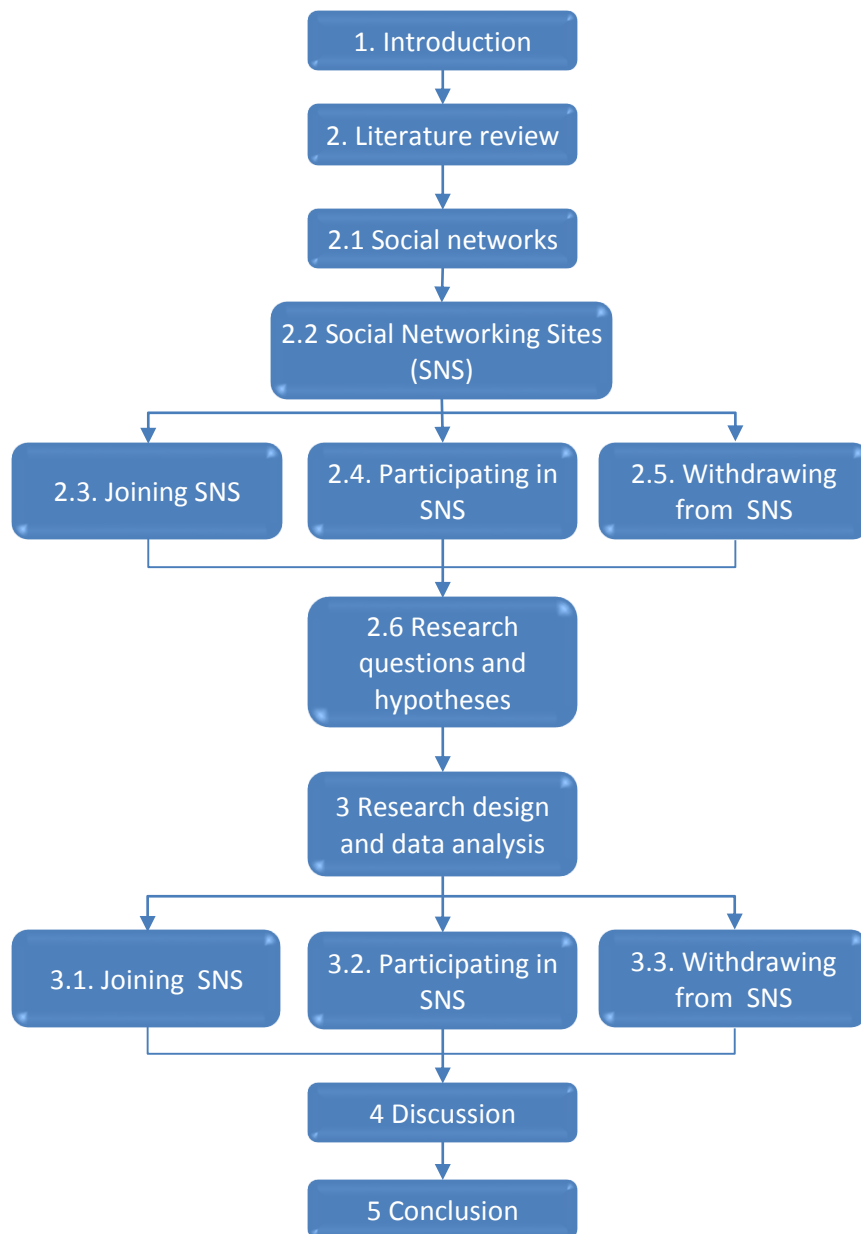 1. Introduction
2. Literature review
2.1 Social networks
2.2 Social Networking Sites
(SNS)
2.3. Joining SNS
2.4. Participating in
SNS
2.5. Withdrawing
from  SNS
2.6 Research
questions and
hypotheses
3 Research design
and data analysis
3.1. Joining  SNS
3.2. Participating in
SNS
3.3. Withdrawing
from  SNS
4 Discussion
5 Conclusion